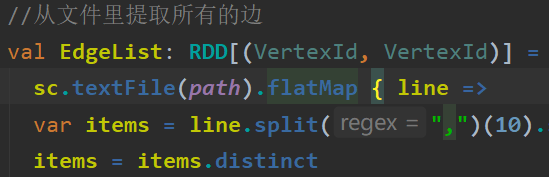 //从文件里提取所有的边
val EdgeList: RDD[(VertexId, VertexId)] =
sc.textFile(path).flatMap { line =>
var items = line.split( regex = ",")(10).
items = items.distinct